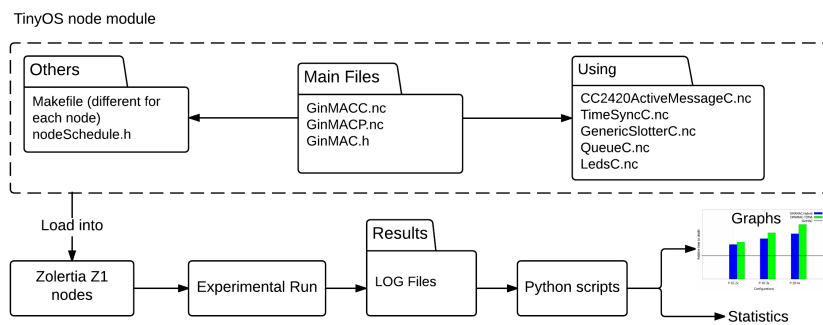 TinyOS node module
Others
Makefile (different for
each node)
nodeSchedule.h
Main Files
GinMACC.nc
GinMACP.nc
GinMAC.h
Using
CC2420ActiveMessageC.nc
TimeSyncC.nc
GenericSlotterC.nc
QueueC.nc
LedsC.nc
Load into
Zolertia Z1
nodes
Experimental Run
Results
LOG Files
Python scripts
Graphs
Configurations
Statistics